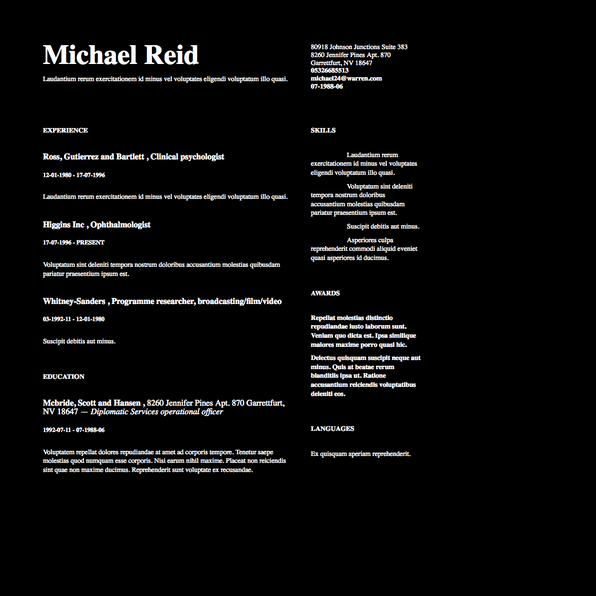 Michael Reid
Laudantium rerum exercitationem id minus vel voluptates eligendi voluptatum illo quasi.
80918 Johnson Junctions Suite 383
8260 Jennifer Pines Apt. 870
Garrettfurt, NV 18647
05326685513
michael24@warren.com
07-1988-06
EXPERIENCE
Ross, Gutierrez and Bartlett , Clinical psychologist
12-01-1980 - 17-07-1996
Laudantium rerum exercitationem id minus vel voluptates eligendi voluptatum illo quasi.
Higgins Inc , Ophthalmologist
17-07-1996 - PRESENT
Voluptatum sint deleniti tempora nostrum doloribus accusantium molestias quibusdam
pariatur praesentium ipsum est.
Whitney-Sanders , Programme researcher, broadcasting/film/video
03-1992-11 - 12-01-1980
Suscipit debitis aut minus.
EDUCATION
Mcbride, Scott and Hansen , 8260 Jennifer Pines Apt. 870 Garrettfurt,
NV 18647 — Diplomatic Services operational officer
1992-07-11 - 07-1988-06
Voluptatem repellat dolores repudiandae at amet ad corporis tempore. Tenetur saepe
molestias quod numquam esse corporis. Nisi earum nihil maxime. Placeat non reiciendis
sint quae non maxime ducimus. Reprehenderit sunt voluptate ex recusandae.
SKILLS
Laudantium rerum
exercitationem id minus vel voluptates
eligendi voluptatum illo quasi.
Voluptatum sint deleniti
tempora nostrum doloribus
accusantium molestias quibusdam
pariatur praesentium ipsum est.
Suscipit debitis aut minus.
Asperiores culpa
reprehenderit commodi aliquid eveniet
quasi asperiores id ducimus.
AWARDS
Repellat molestias distinctio
repudiandae iusto laborum sunt.
Veniam quo dicta est. Ipsa similique
maiores maxime porro quasi hic.
Delectus quisquam suscipit neque aut
minus. Quis at beatae rerum
blanditiis ipsa ut. Ratione
accusantium reiciendis voluptatibus
deleniti eos.
LANGUAGES
Ex quisquam aperiam reprehenderit.